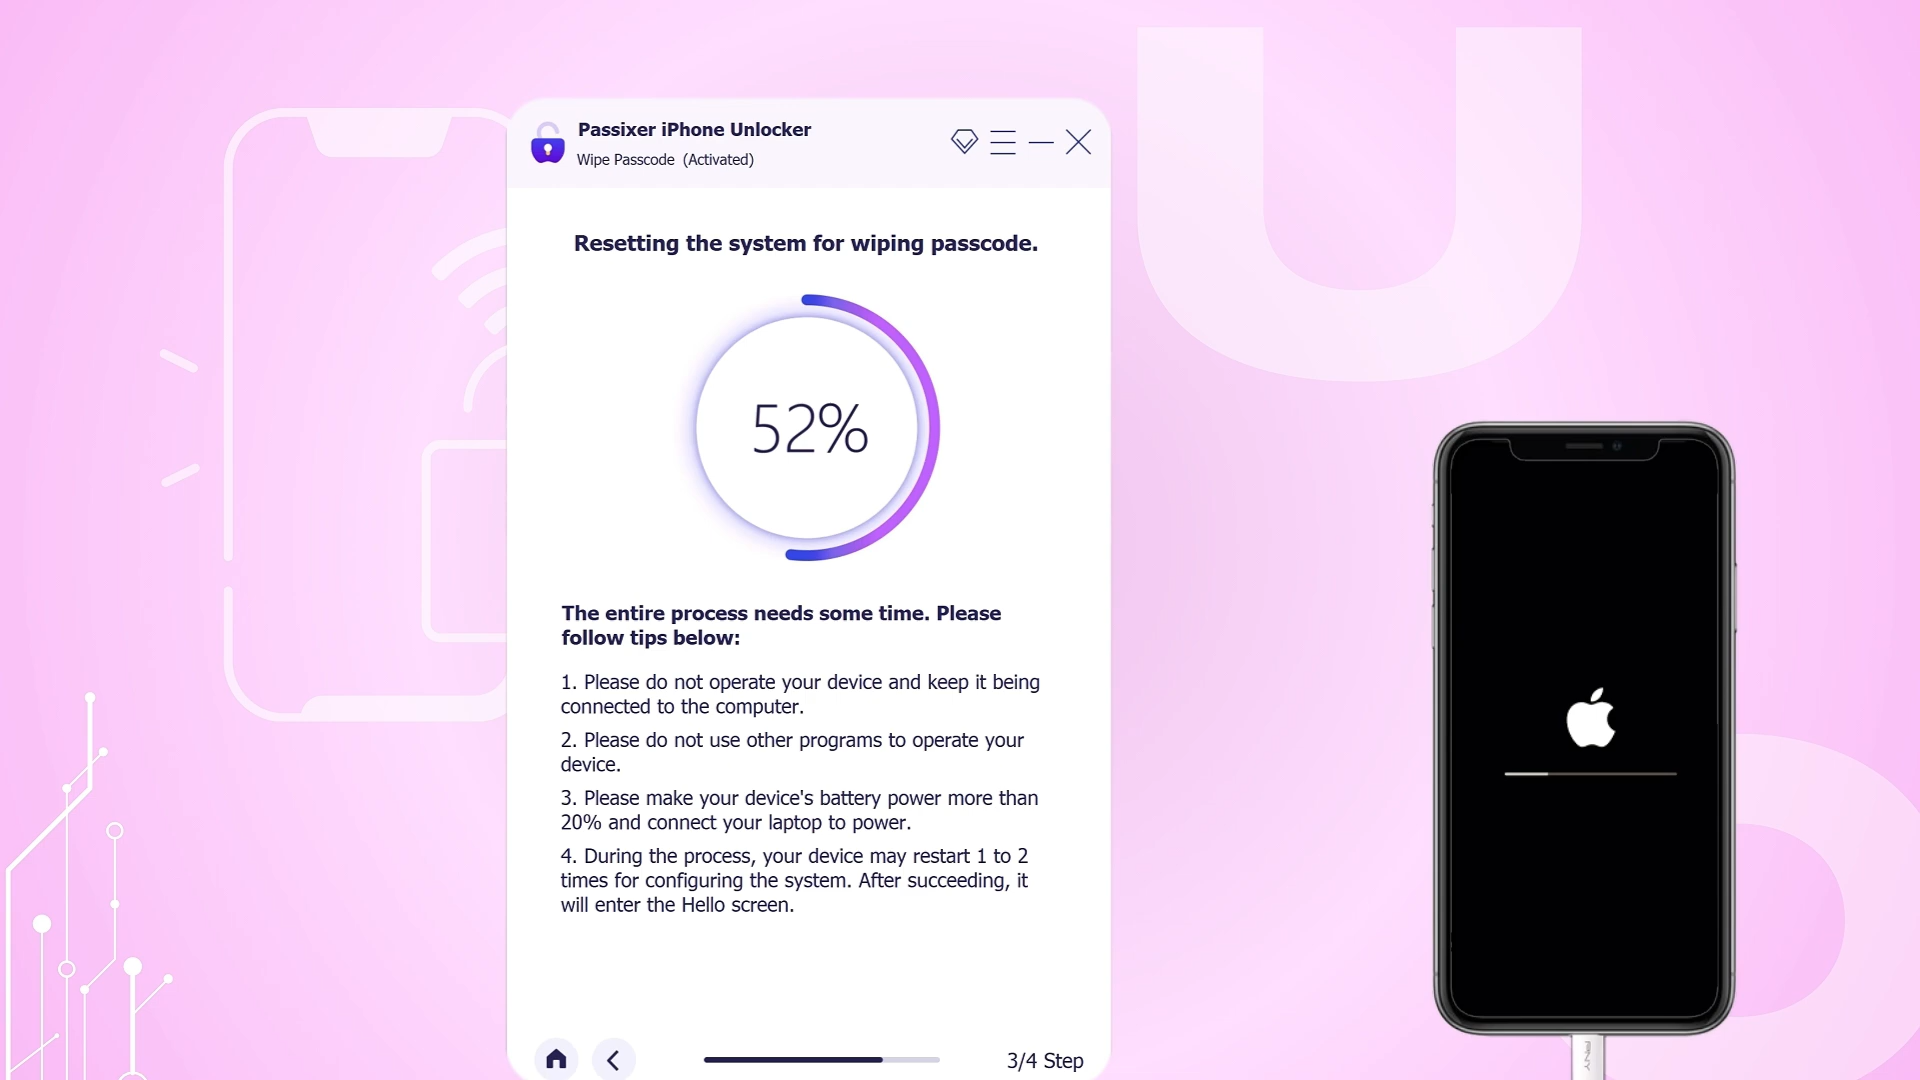 Passixer iPhone Unlocker
Wipe Passcode (Activated)
Resetting the system for wiping passcode.
52%
The entire process needs some time. Please
follow tips below:
1. Please do not operate your device and keep it being
connected to the computer.
2. Please do not use other programs to operate your
device.
3. Please make your device's battery power more than
20% and connect your laptop to power.
4. During the process, your device may restart 1 to 2
times for configuring the system. After succeeding, it
will enter the Hello screen.
3/4 Step
PNY